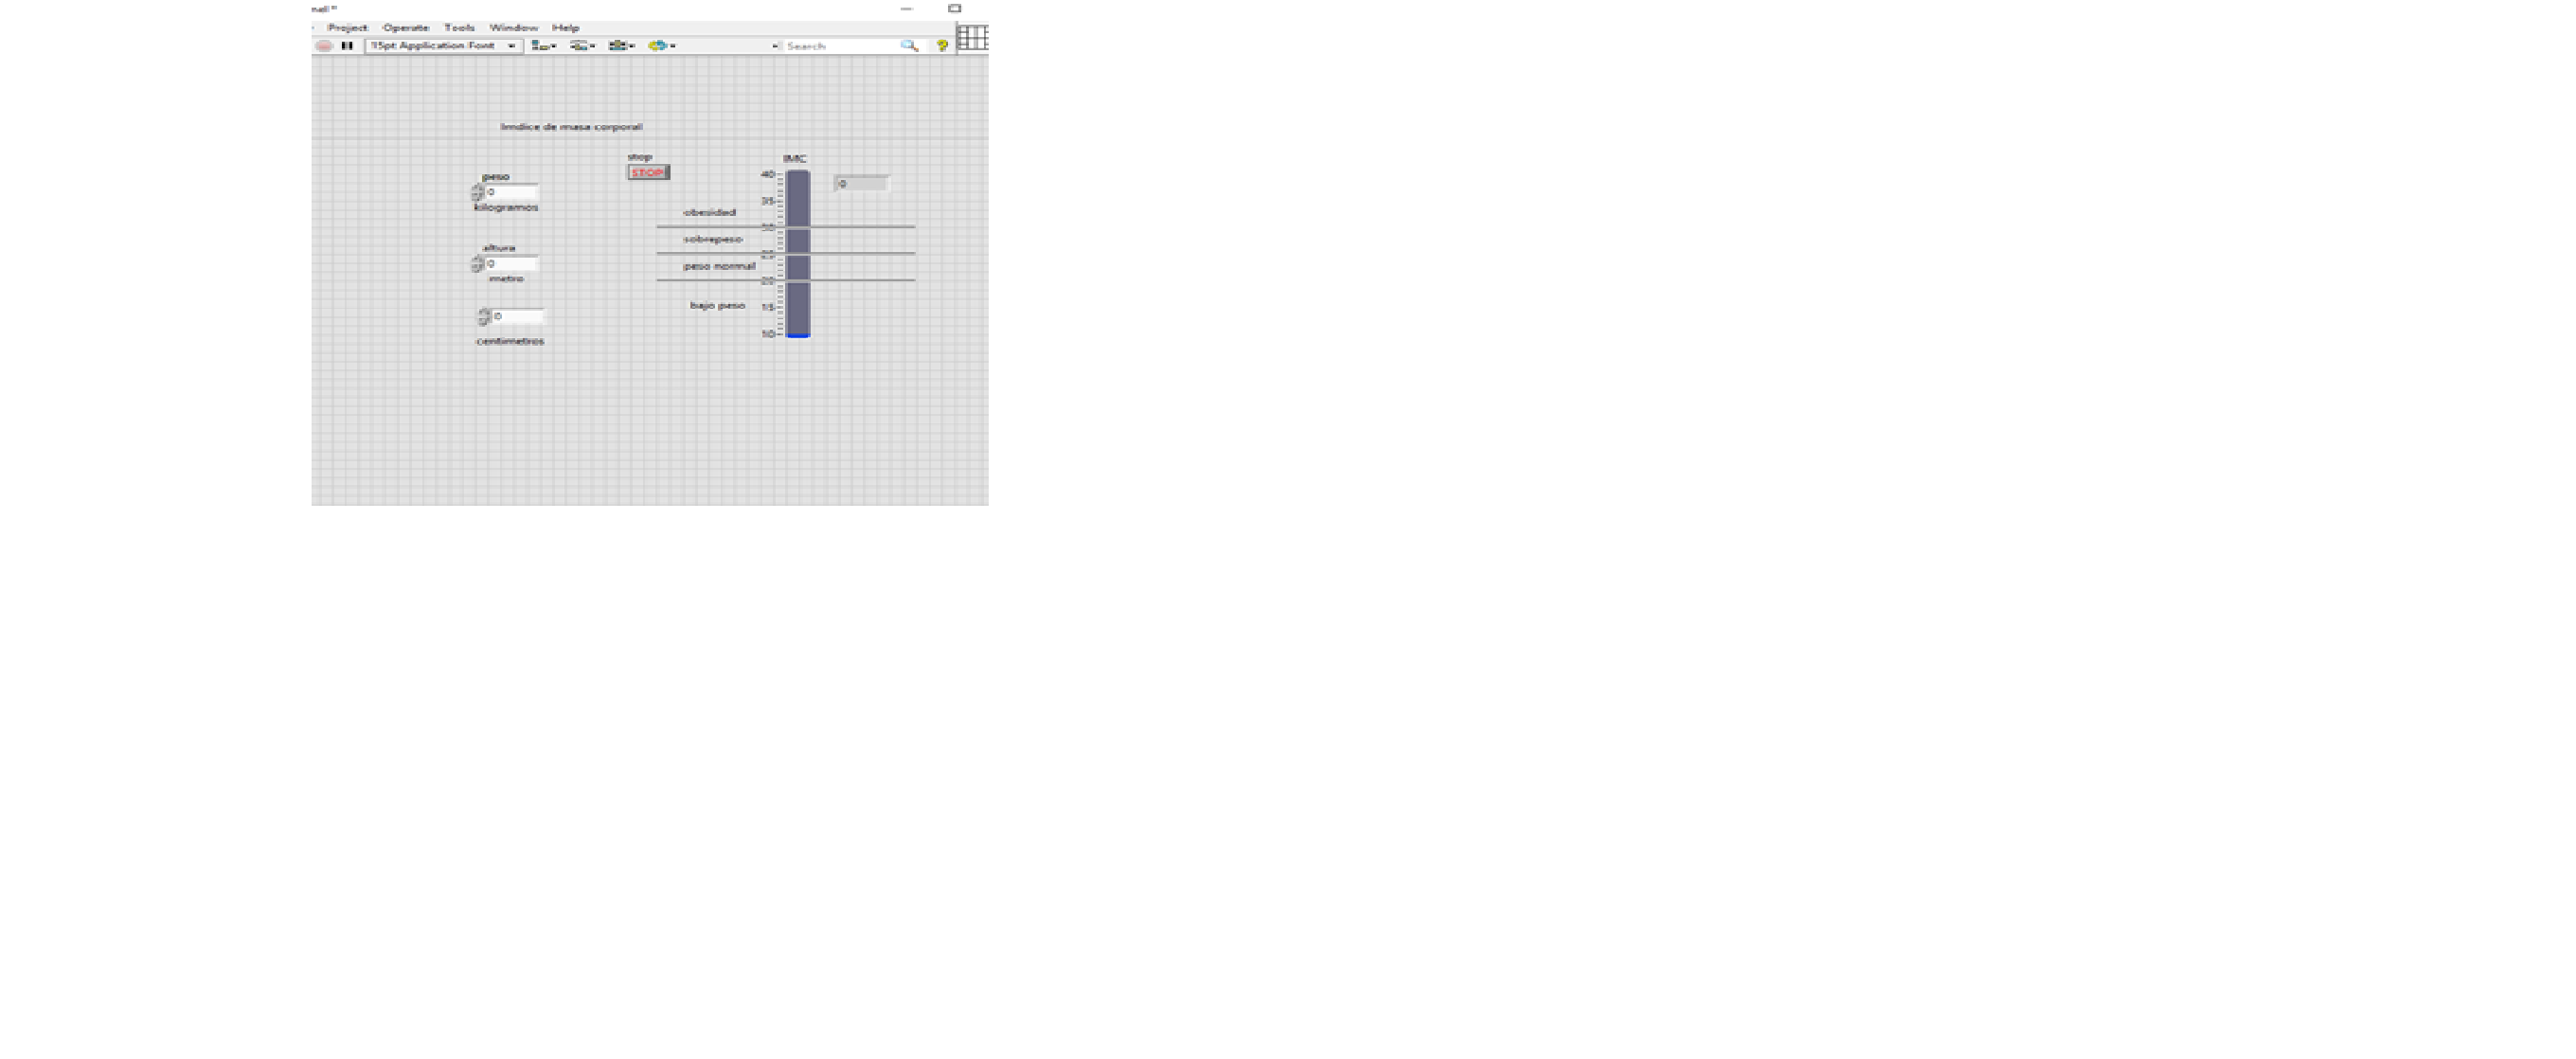 Project Operate Tools Window Help
15pt Application Font
Search
Imdice de masa corporal
stop
STOP
IMC
peso
0
kilogramos
altura
0
metro
0
centimetros
40
35
30
25
20
15
10
0
obesidad
sobrepeso
peso normal
bajo peso